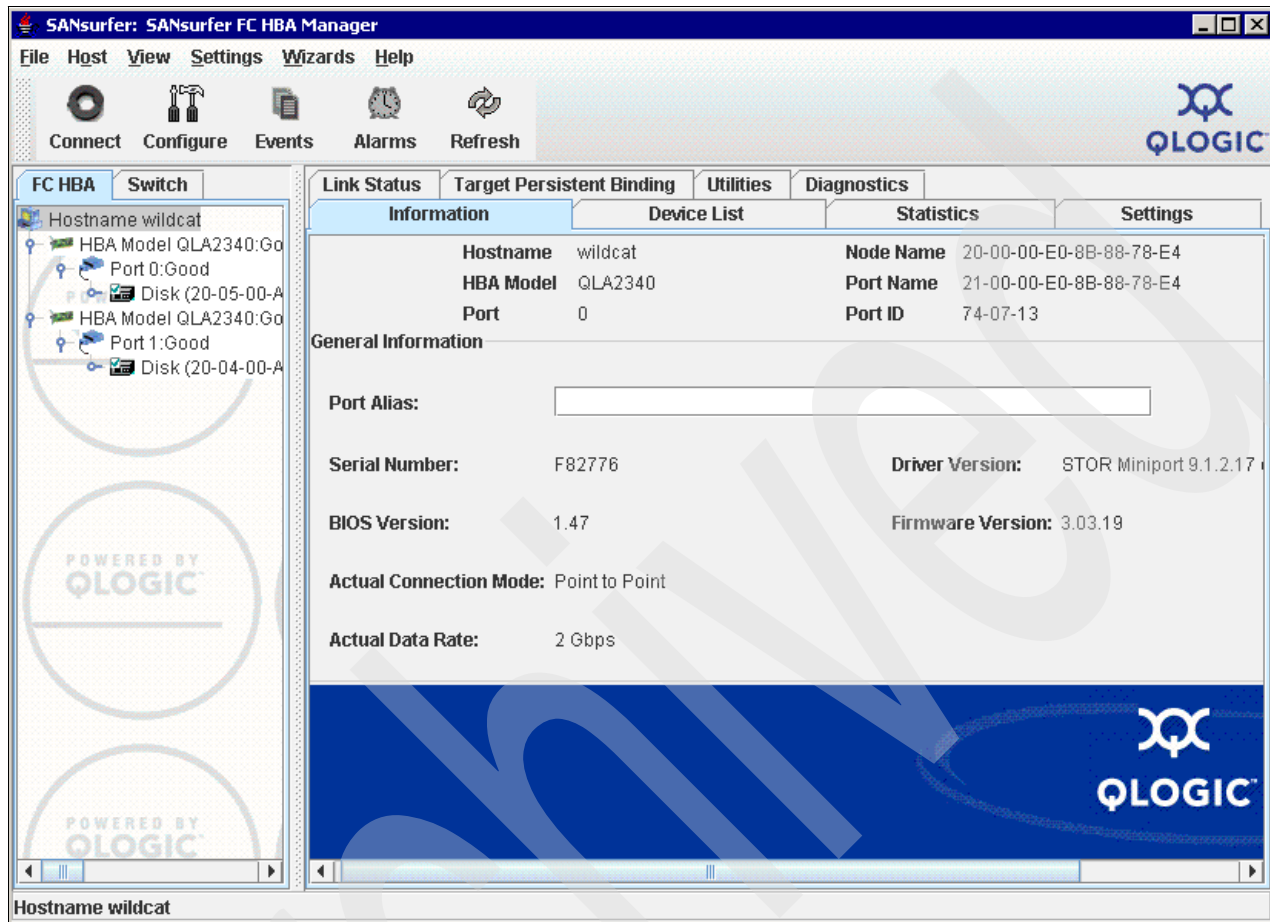 SANsurfer: SANsurfer FC HBA Manager
File Host View Settings Wizards Help
Connect Configure Events Alarms Refresh
QLOGIC
FC HBA Switch
Hostname wildcat
HBA Model QLA2340:Go
Port 0:Good
Disk (20-05-00-A
HBA Model QLA2340:Go
Port 1:Good
Disk (20-04-00-A
POWERED BY
QLOGIC
POWERED BY
QLOGIC
Link Status Target Persistent Binding Utilities Diagnostics
Information Device List Statistics Settings
Hostname wildcat Node Name 20-00-00-E0-8B-88-78-E4
HBA Model QLA2340 Port Name 21-00-00-E0-8B-88-78-E4
Port 0 Port ID 74-07-13
General Information
Port Alias:
Serial Number: F82776 Driver Version: STOR Miniport 9.1.2.17
BIOS Version: 1.47 Firmware Version: 3.03.19
Actual Connection Mode: Point to Point
Actual Data Rate: 2 Gbps
QLOGIC
Hostname wildcat